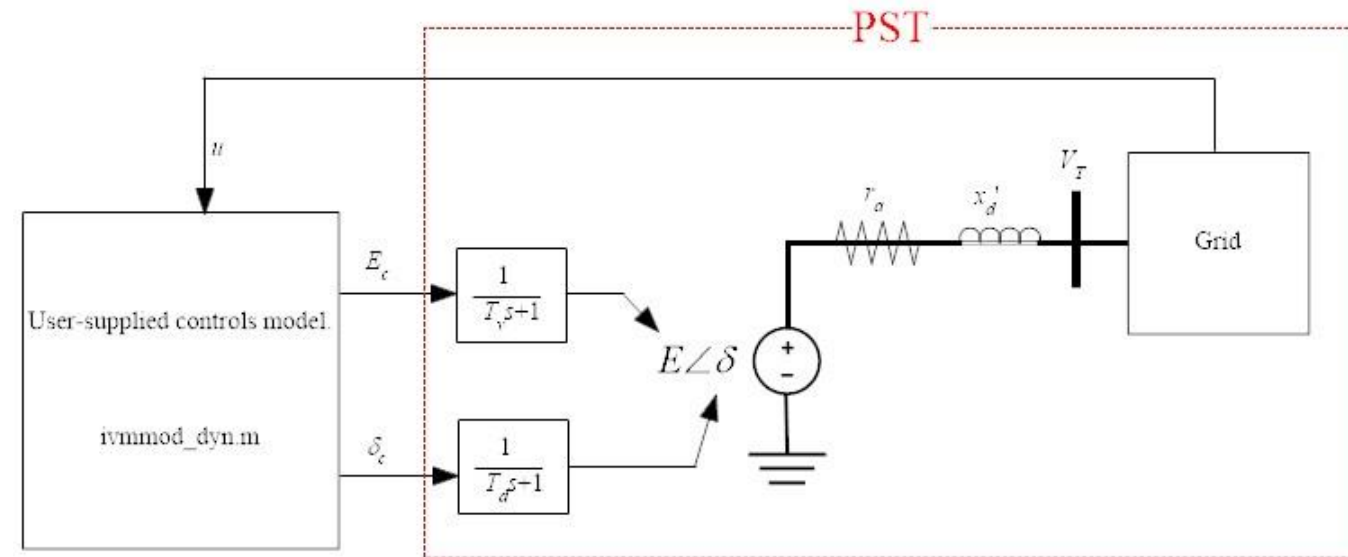 PST
u
V_T
r_a
x_d'
Grid
E_c
1
T_v s+1
User-supplied controls model.
E∠δ
+
-
ivmmod_dyn.m
δ_c
1
T_d s+1